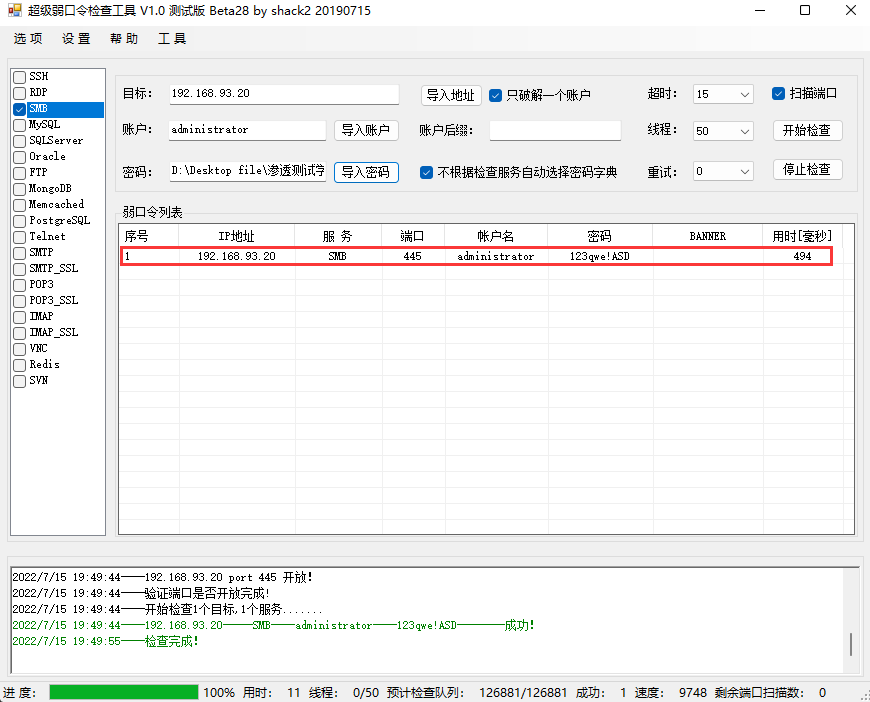 超级弱口令检查工具 V1.0 测试版 Beta28 by shack2 20190715
选项 设置 帮助 工具
SSH
RDP
SMB
MySQL
SQLServer
Oracle
FTP
MongoDB
Memcached
PostgreSQL
Telnet
SMTP
SMTP_SSL
POP3
POP3_SSL
IMAP
IMAP_SSL
VNC
Redis
SVN
目标： 192.168.93.20 导入地址 只破解一个账户 超时： 15 扫描端口
账户： administrator 导入账户 账户后缀： 线程： 50 开始检查
密码： D:\Desktop file\渗透测试学 导入密码 不根据检查服务自动选择密码字典 重试： 0 停止检查
弱口令列表
序号 IP地址 服 务 端口 帐户名 密码 BANNER 用时[毫秒]
1 192.168.93.20 SMB 445 administrator 123qwe!ASD 494
2022/7/15 19:49:44——192.168.93.20 port 445 开放!
2022/7/15 19:49:44——验证端口是否开放完成!
2022/7/15 19:49:44——开始检查1个目标,1个服务.......
2022/7/15 19:49:44——192.168.93.20——SMB——administrator——123qwe!ASD————成功!
2022/7/15 19:49:55——检查完成!
进度： 100% 用时： 11 线程： 0/50 预计检查队列： 126881/126881 成功： 1 速度： 9748 剩余端口扫描数： 0